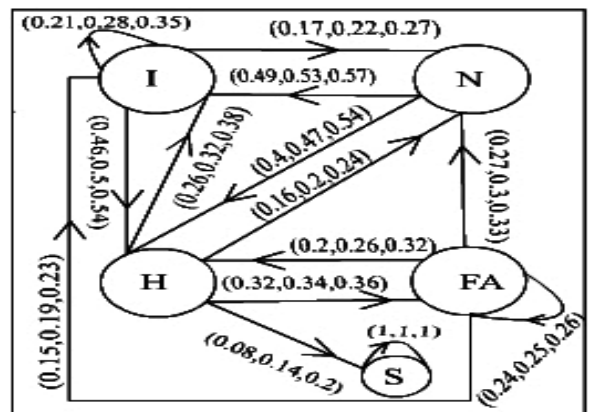 (0.21,0.28,0.35)
(0.17,0.22,0.27)
I
(0.49,0.53,0.57)
N
(0.46,0.5,0.54)
(0.26,0.32,0.38)
(0.4,0.47,0.54)
(0.16,0.2,0.24)
(0.27,0.3,0.33)
(0.2,0.26,0.32)
H
(0.32,0.34,0.36)
FA
(0.15,0.19,0.23)
(0.08,0.14,0.2)
(1,1,1)
S
(0.24,0.25,0.26)